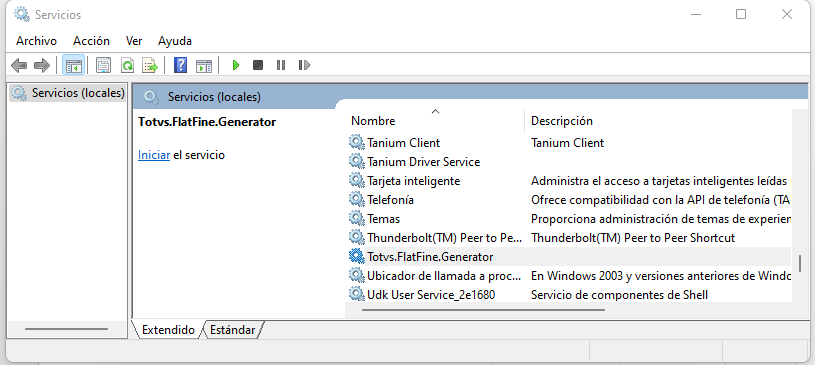 Servicios
Archivo Acción Ver Ayuda
Servicios (locales)
Servicios (locales)
Totvs.FlatFine.Generator
Iniciar el servicio
Nombre Descripción
Tanium Client Tanium Client
Tanium Driver Service
Tarjeta inteligente Administra el acceso a tarjetas inteligentes leídas
Telefonía Ofrece compatibilidad con la API de telefonía (TA
Temas Proporciona administración de temas de experien
Thunderbolt(TM) Peer to Pe... Thunderbolt(TM) Peer to Peer Shortcut
Totvs.FlatFine.Generator
Ubicador de llamada a proc... En Windows 2003 y versiones anteriores de Windo
Udk User Service_2e1680 Servicio de componentes de Shell
Extendido Estándar